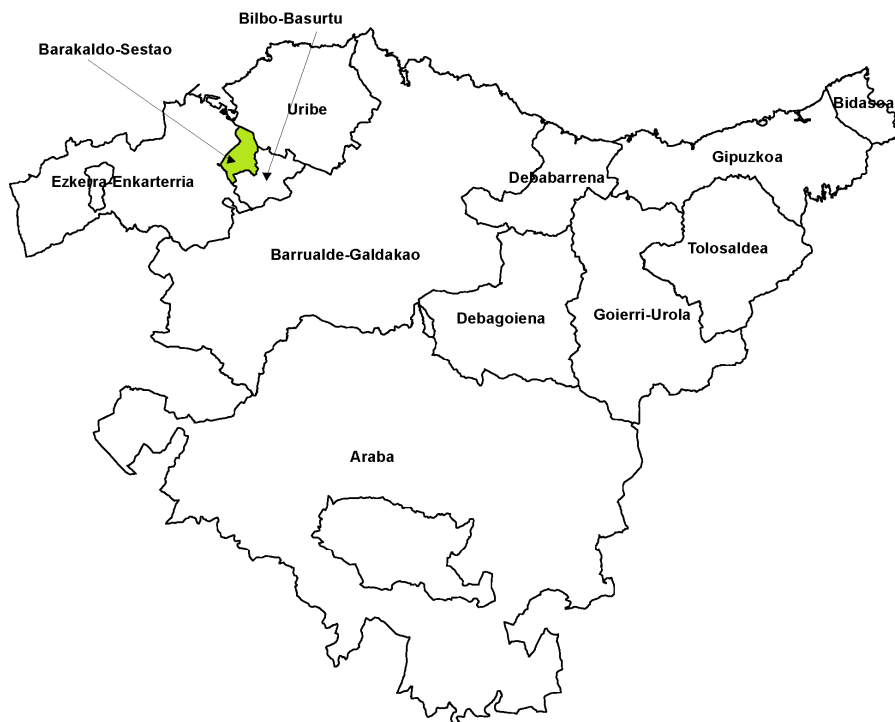 Bilbo-Basurtu
Barakaldo-Sestao
Uribe
Bidasoa
Gipuzkoa
Ezkerra-Enkarterria
Debabarrena
Tolosaldea
Barrualde-Galdakao
Debagoiena
Goierri-Urola
Araba